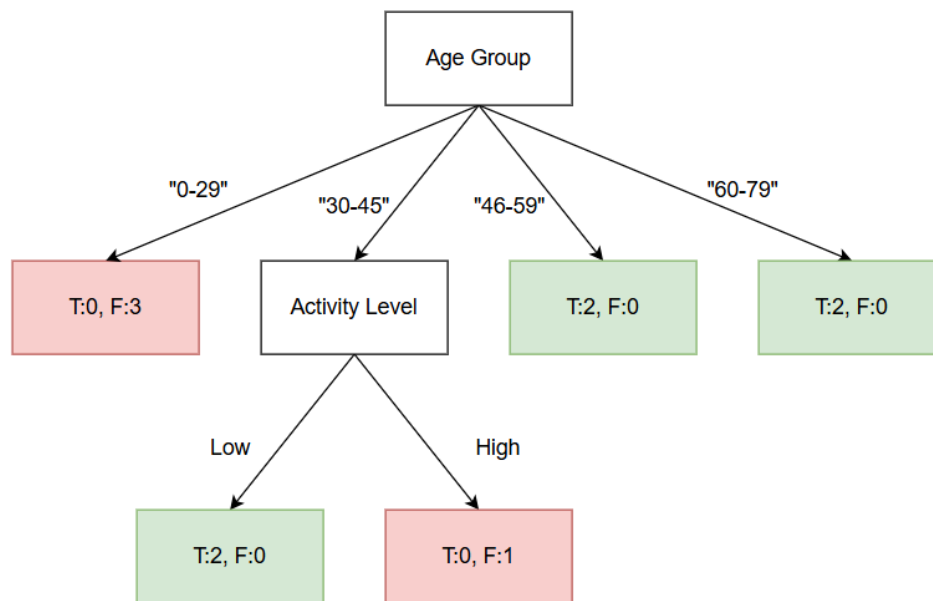 Age Group
"0-29"
"30-45"
"46-59"
"60-79"
T:0, F:3
Activity Level
T:2, F:0
T:2, F:0
Low
High
T:2, F:0
T:0, F:1